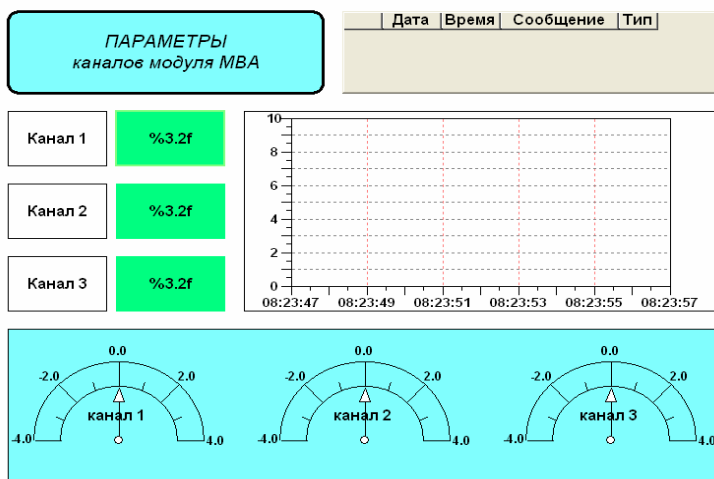 ПАРАМЕТРЫ
каналов модуля МВА
Дата Время Сообщение Тип
Канал 1 %3.2f
Канал 2 %3.2f
Канал 3 %3.2f
10
8
6
4
2
0
08:23:47 08:23:49 08:23:51 08:23:53 08:23:55 08:23:57
0.0 0.0 0.0
-2.0 2.0 -2.0 2.0 -2.0 2.0
канал 1 канал 2 канал 3
-4.0 4.0 -4.0 4.0 -4.0 4.0